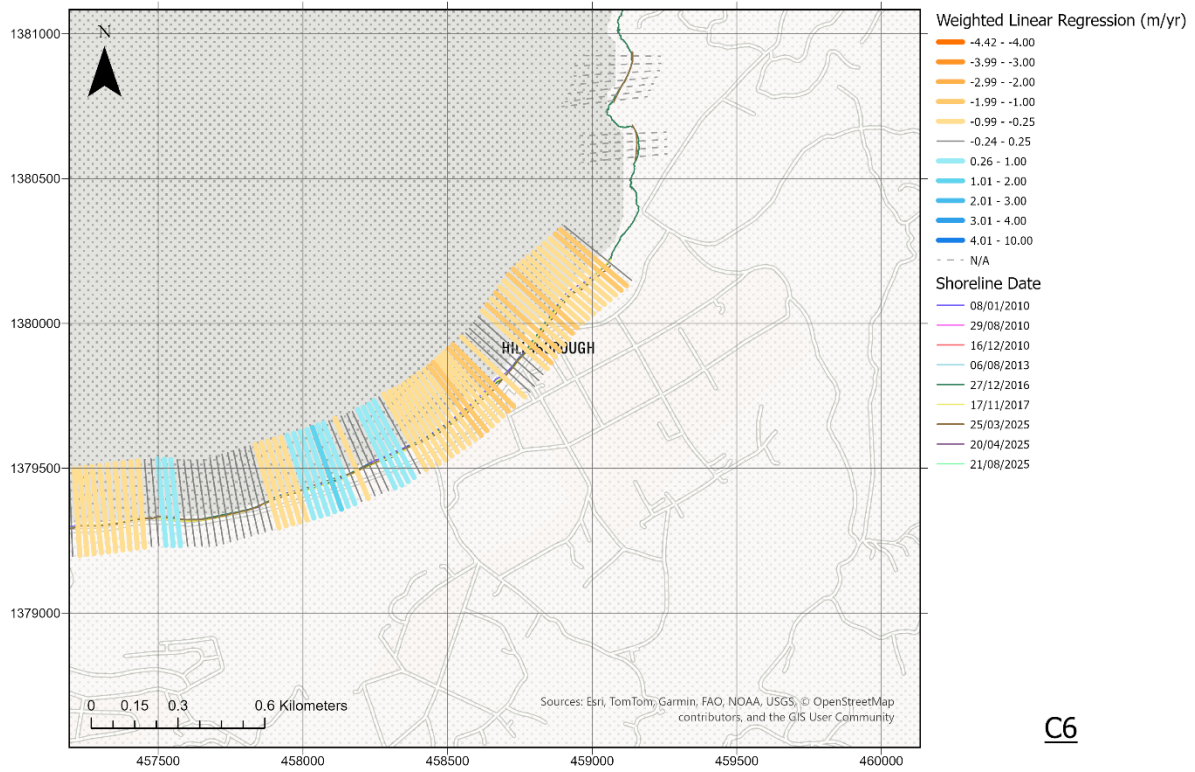 N
1381000
1380500
1380000
1379500
1379000
HILLSBOROUGH
0 0.15 0.3 0.6 Kilometers
Sources: Esri, TomTom, Garmin, FAO, NOAA, USGS, © OpenStreetMap
contributors, and the GIS User Community
457500 458000 458500 459000 459500 460000
Weighted Linear Regression (m/yr)
-4.42 - -4.00
-3.99 - -3.00
-2.99 - -2.00
-1.99 - -1.00
-0.99 - -0.25
-0.24 - 0.25
0.26 - 1.00
1.01 - 2.00
2.01 - 3.00
3.01 - 4.00
4.01 - 10.00
N/A
Shoreline Date
08/01/2010
29/08/2010
16/12/2010
06/08/2013
27/12/2016
17/11/2017
25/03/2025
20/04/2025
21/08/2025
C6